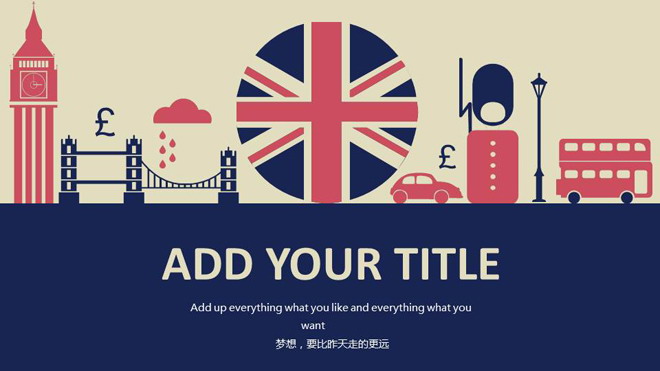 £
£
ADD YOUR TITLE
Add up everything what you like and everything what you
want
梦想，要比昨天走的更远